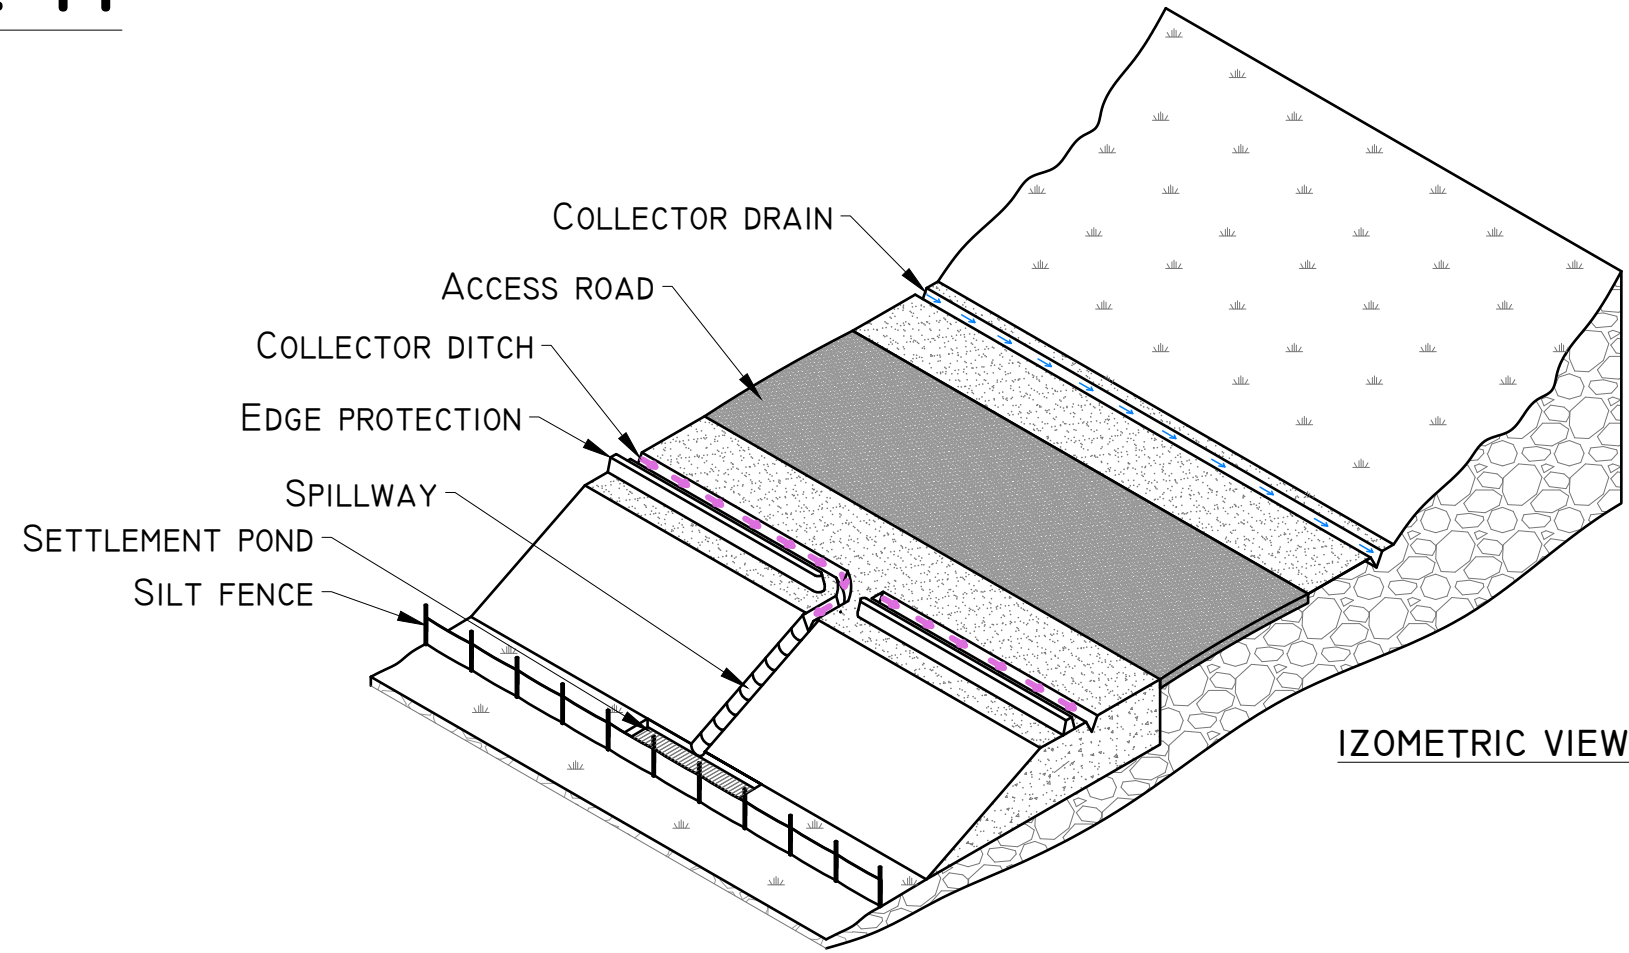 Collector drain
Access road
Collector ditch
Edge protection
Spillway
Settlement pond
Silt fence
IZOMETRIC VIEW